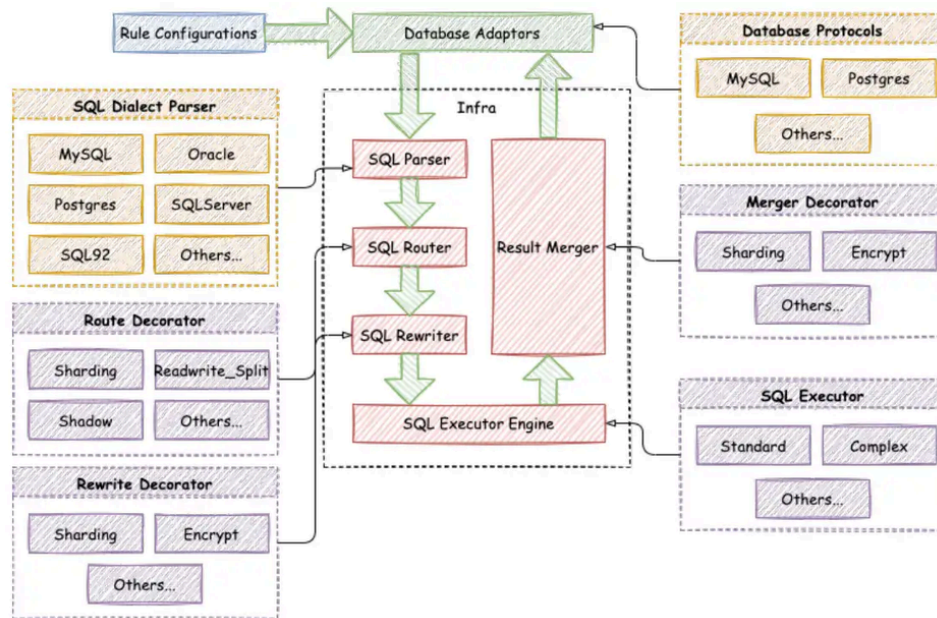 Rule Configurations
Database Adaptors
Database Protocols
MySQL
Postgres
Others...
SQL Dialect Parser
MySQL
Oracle
Postgres
SQLServer
SQL92
Others...
Infra
SQL Parser
SQL Router
SQL Rewriter
Result Merger
SQL Executor Engine
Merger Decorator
Sharding
Encrypt
Others...
Route Decorator
Sharding
Readwrite_Split
Shadow
Others...
SQL Executor
Standard
Complex
Others...
Rewrite Decorator
Sharding
Encrypt
Others...